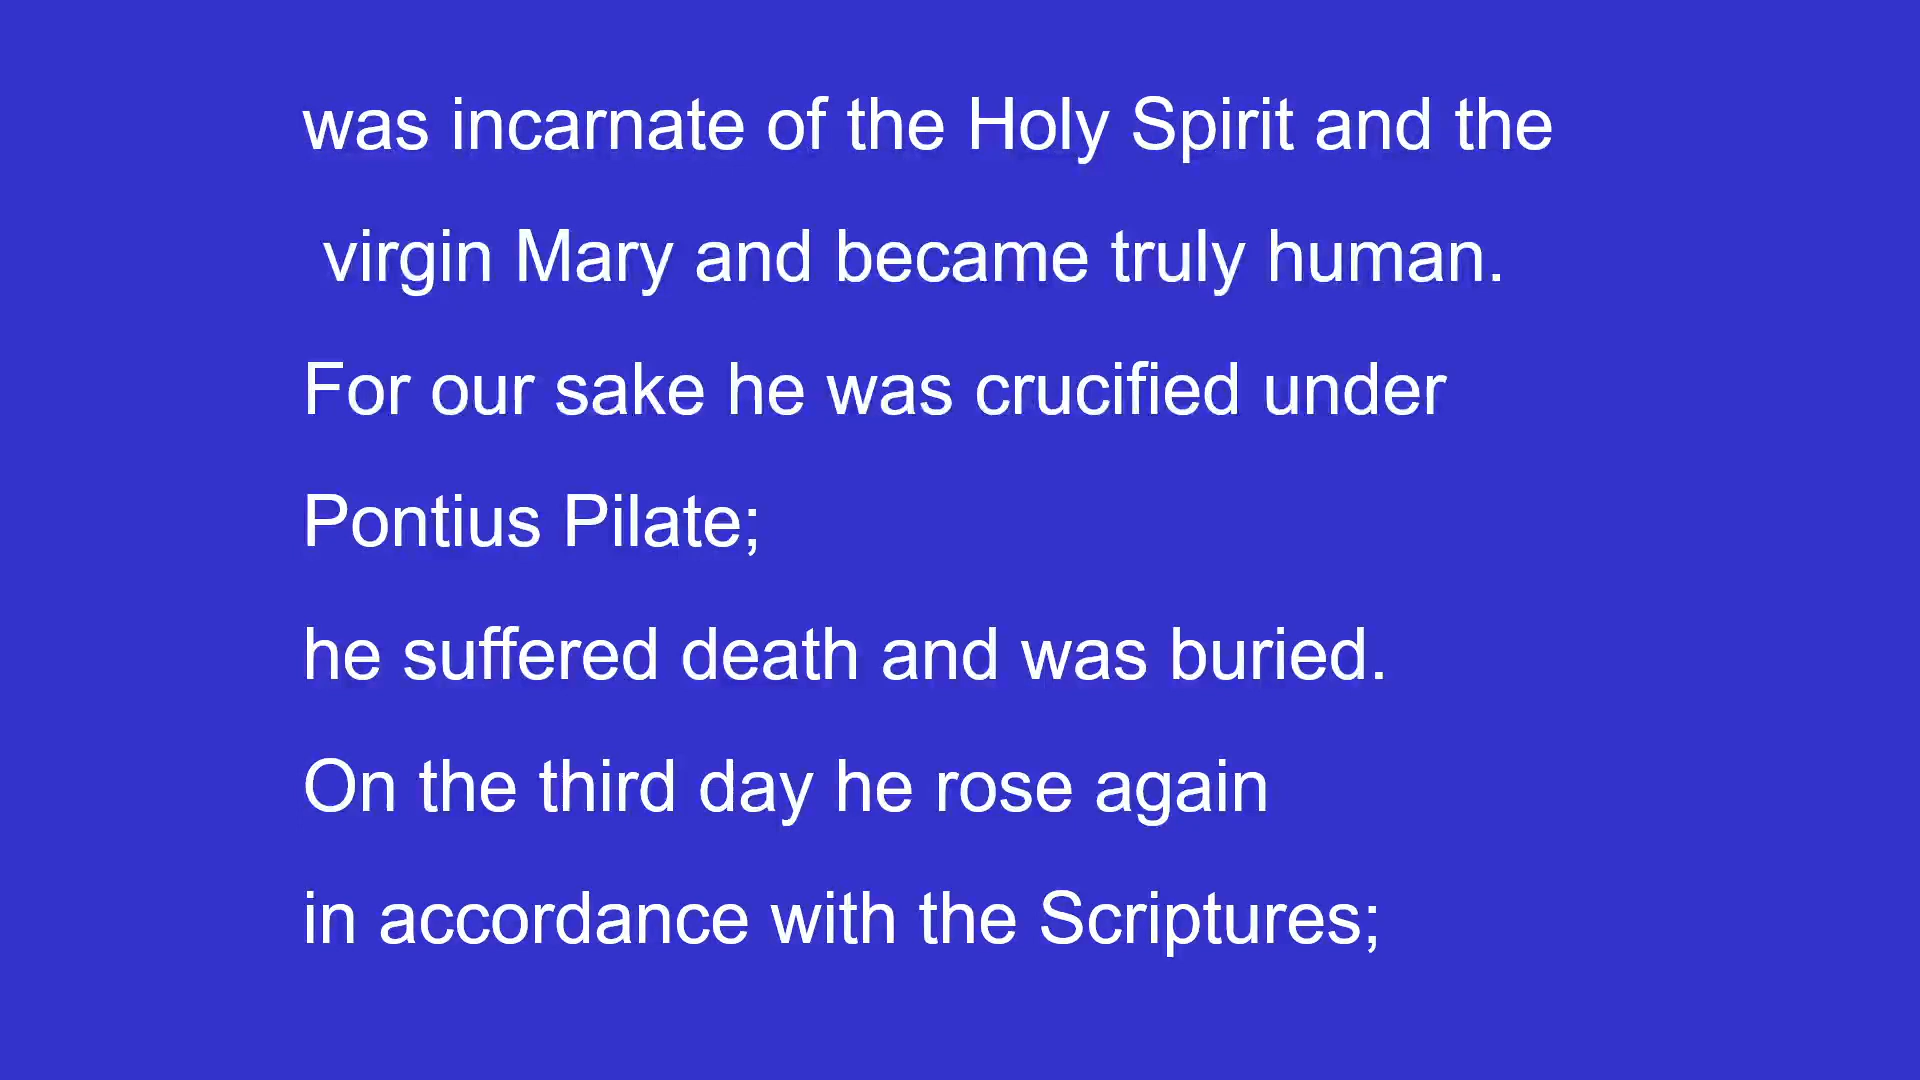 was incarnate of the Holy Spirit and the
virgin Mary and became truly human.
For our sake he was crucified under
Pontius Pilate;
he suffered death and was buried.
On the third day he rose again
in accordance with the Scriptures;